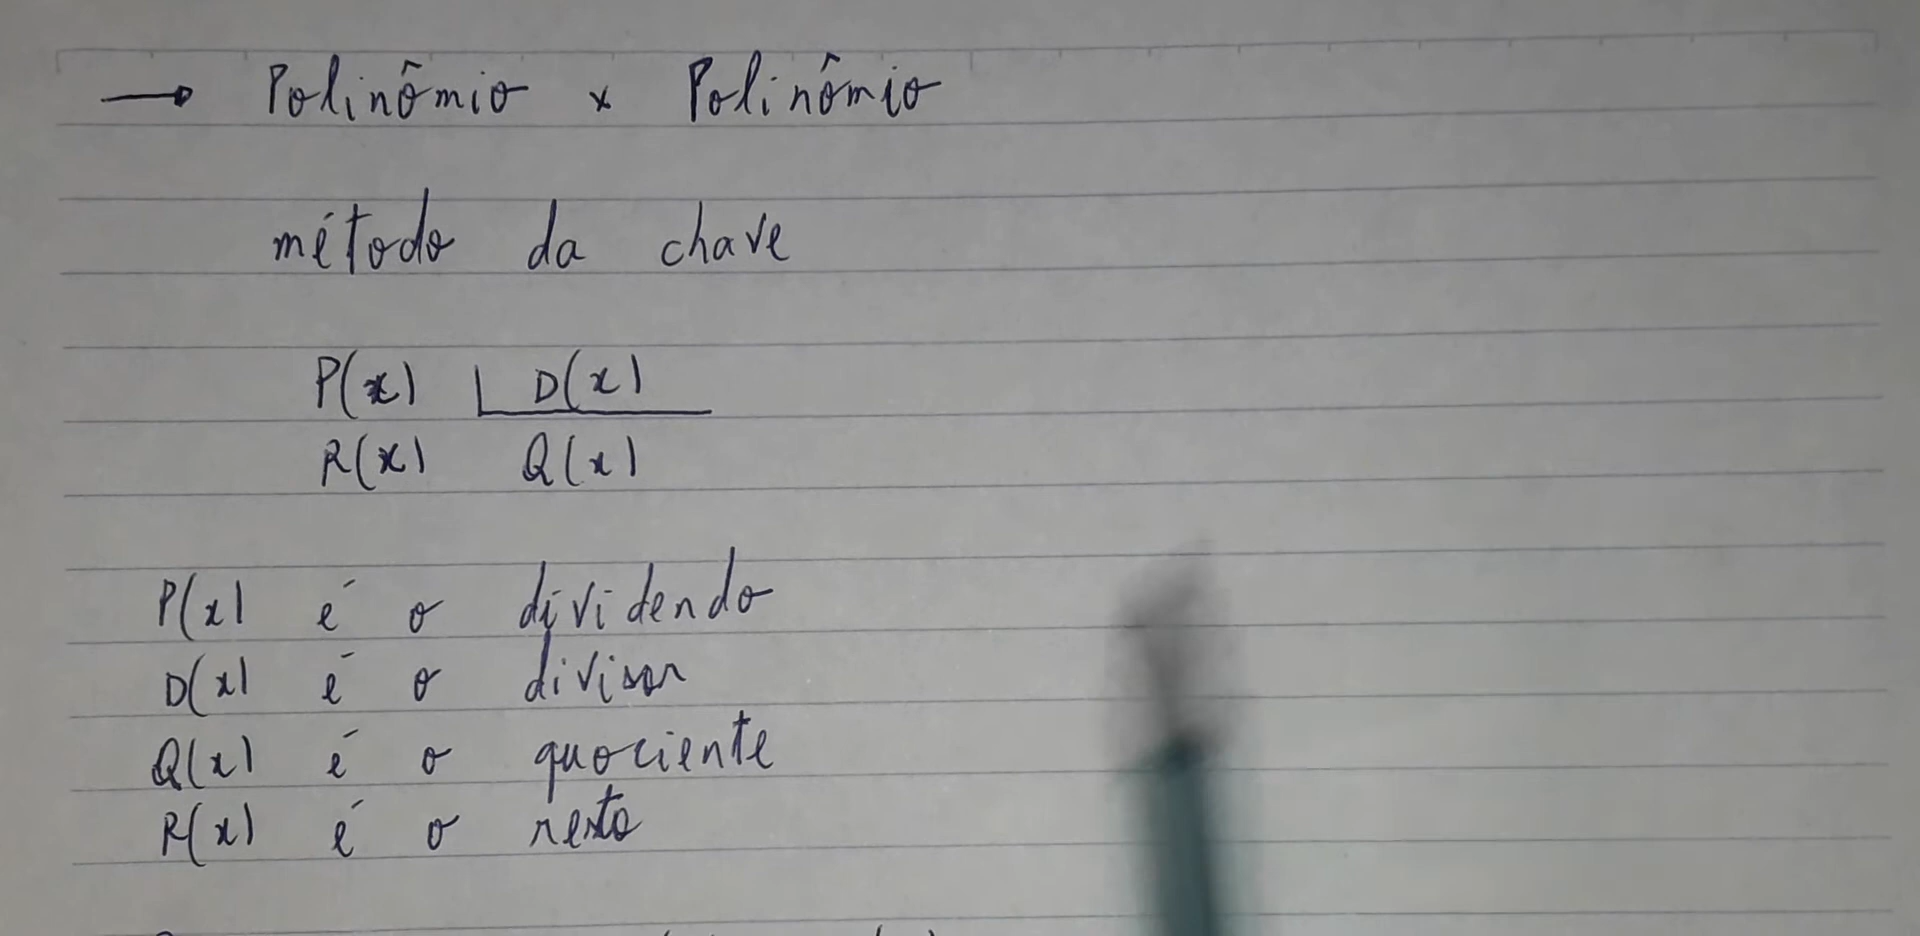 → Polinômio x Polinômio
método da chave
P(x) | D(x)
R(x) Q(x)
P(x) é o dividendo
D(x) é o divisor
Q(x) é o quociente
R(x) é o resto